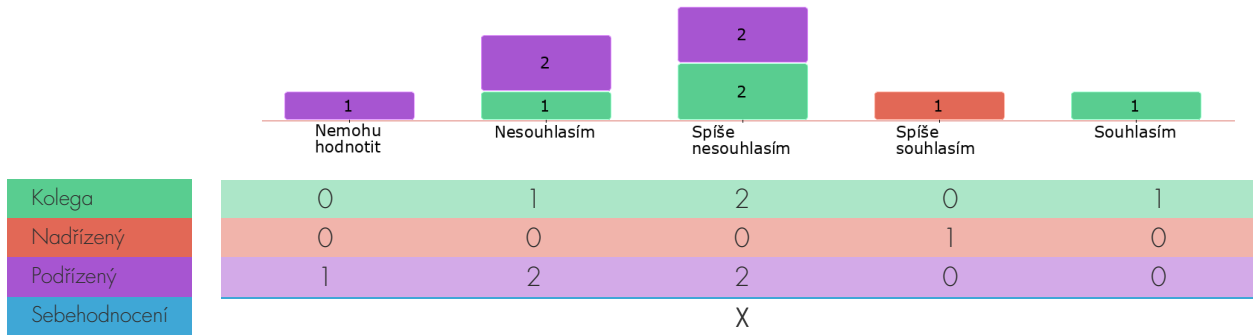 2
2
2
1
1
1
1
Nemohu
hodnotit
Nesouhlasím
Spíše
nesouhlasím
Spíše
souhlasím
Souhlasím
Kolega 0 1 2 0 1
Nadřízený 0 0 0 1 0
Podřízený 1 2 2 0 0
Sebehodnocení X